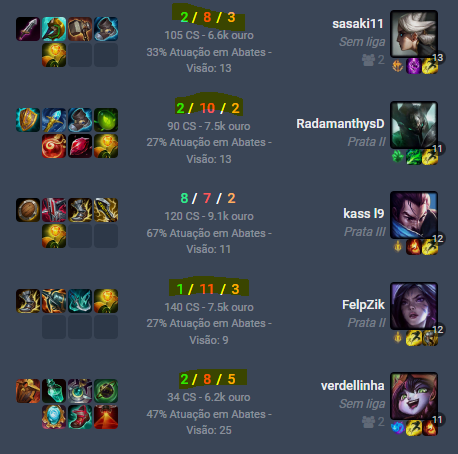 2 / 8 / 3
sasaki11
105 CS - 6.6k ouro
Sem liga
33% Atuação em Abates -
2
Visão: 13
13
2 / 10 / 2
RadamanthysD
90 CS - 7.5k ouro
Prata II
27% Atuação em Abates -
Visão: 13
11
8 / 7 / 2
kass l9
120 CS - 9.1k ouro
Prata III
67% Atuação em Abates -
Visão: 11
12
1 / 11 / 3
FelpZik
140 CS - 7.5k ouro
Prata II
27% Atuação em Abates -
Visão: 9
12
2 / 8 / 5
verdellinha
34 CS - 6.2k ouro
Sem liga
47% Atuação em Abates -
2
Visão: 25
11